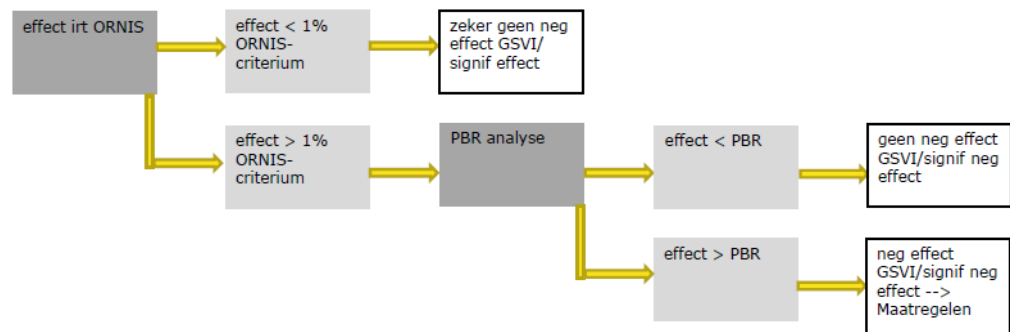 effect irt ORNIS
effect < 1%
ORNIS-
criterium
zeker geen neg
effect GSVI/
signif effect
effect > 1%
ORNIS-
criterium
PBR analyse
effect < PBR
geen neg effect
GSVI/signif neg
effect
effect > PBR
neg effect
GSVI/signif neg
effect -->
Maatregelen